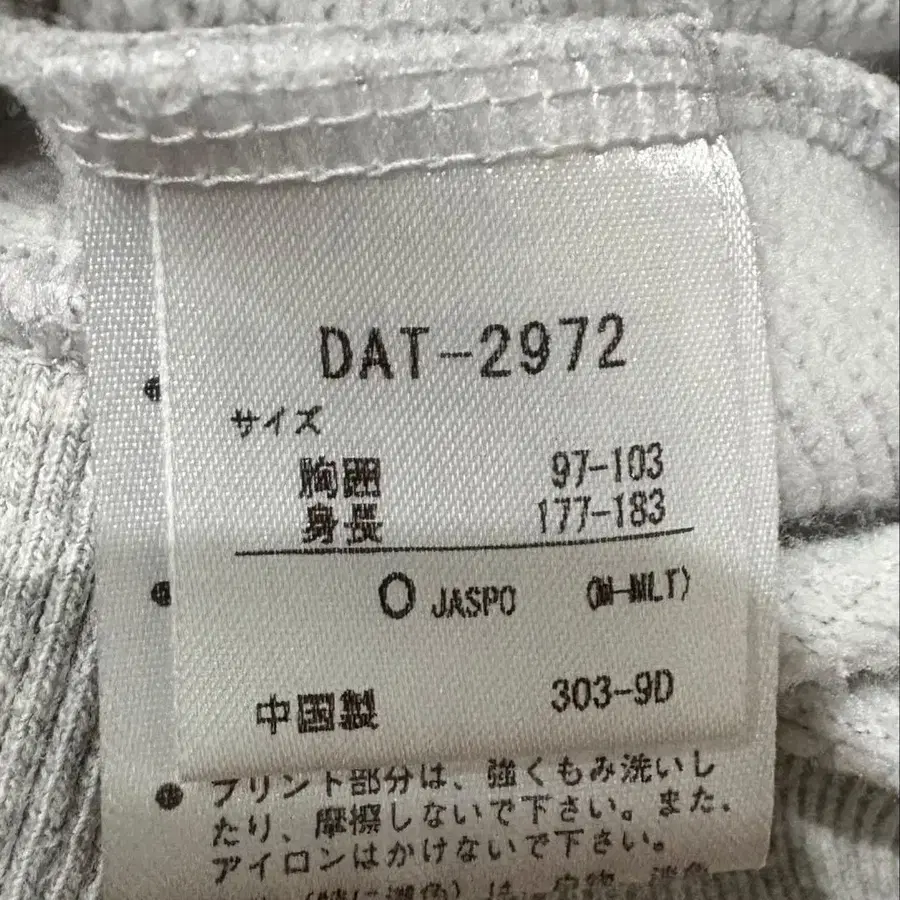 DAT-2972
サイズ
胸囲 97-103
身長 177-183
O JASPO (M-MLT)
中国製 303-9D
● プリント部分は、強くもみ洗いし
たり、摩擦しないで下さい。また、
アイロンはかけないで下さい。